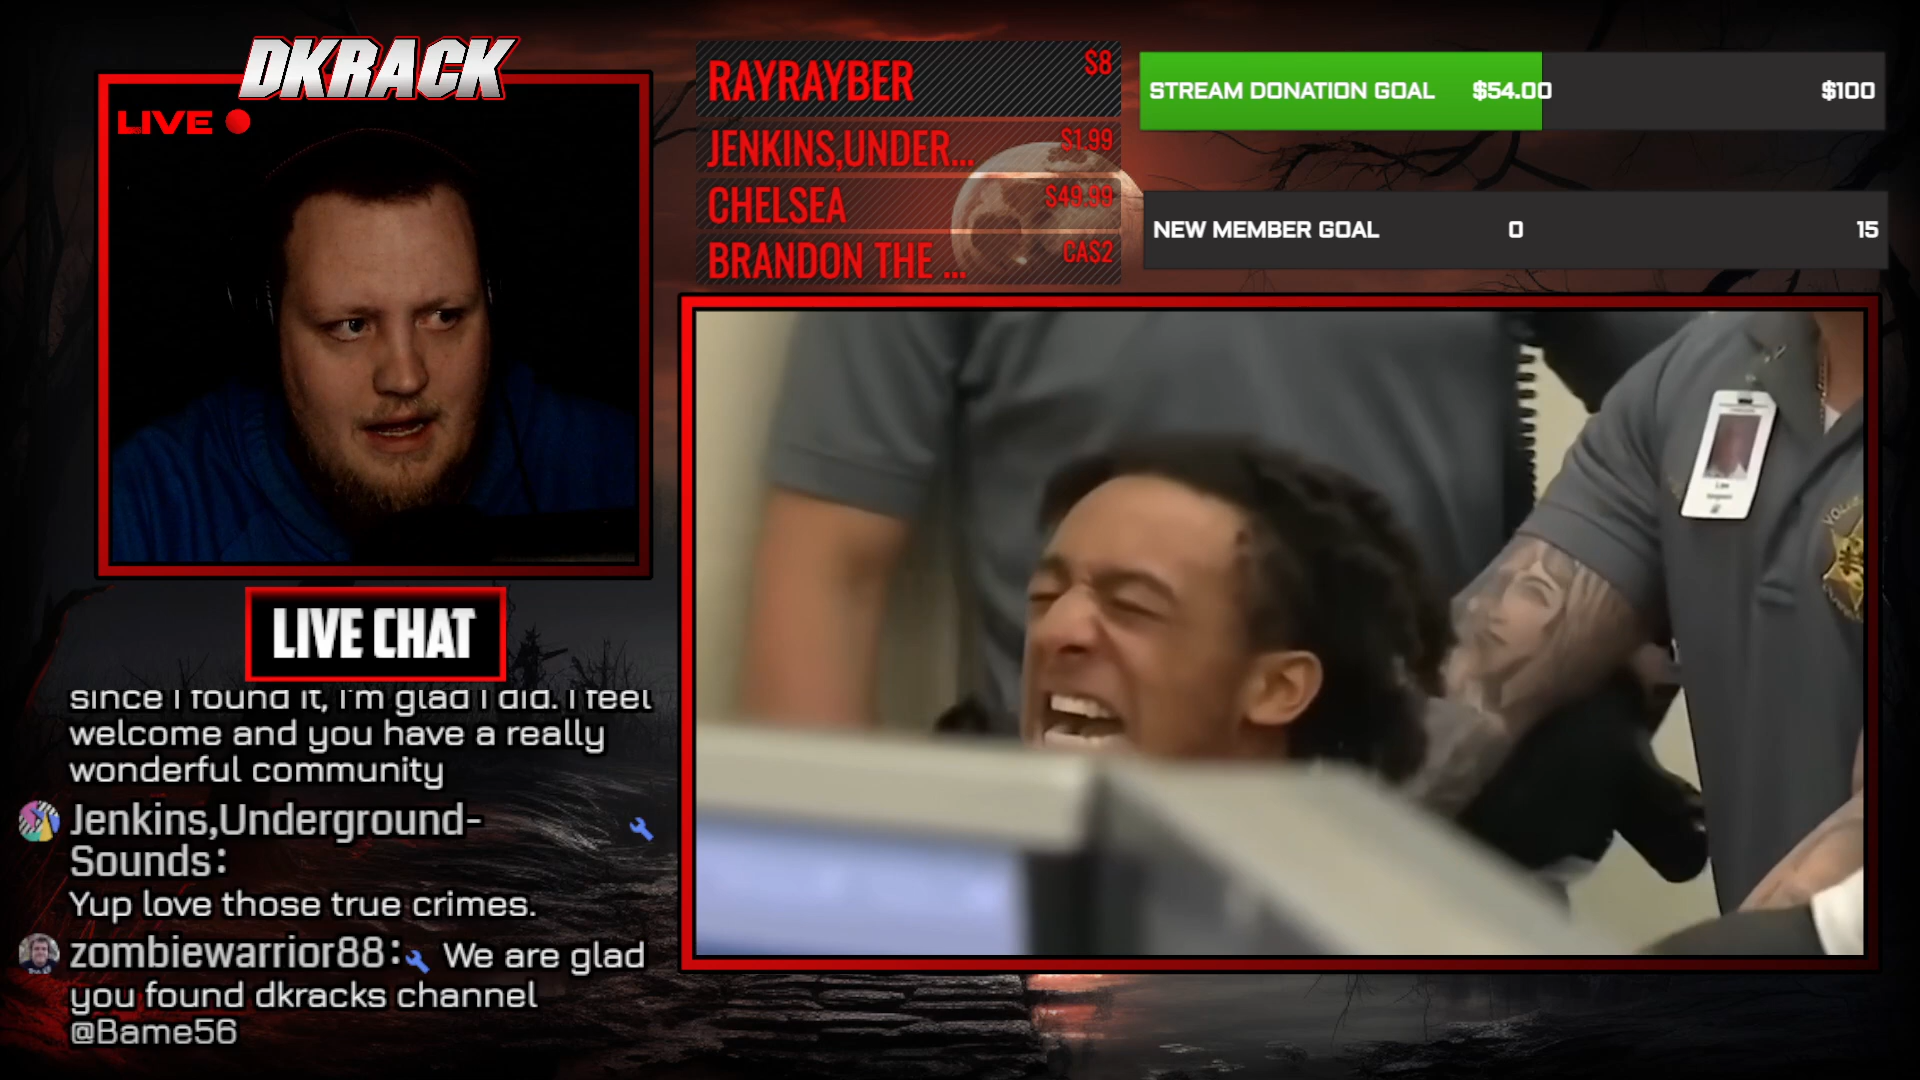 DKRACK
LIVE
RAYRAYBER $8
JENKINS,UNDER... $1.99
CHELSEA $49.99
BRANDON THE ... CA$2
STREAM DONATION GOAL $54.00 $100
NEW MEMBER GOAL 0 15
LIVE CHAT
since I found it, I'm glad I did. I feel
welcome and you have a really
wonderful community
Jenkins,Underground-
Sounds:
Yup love those true crimes.
zombiewarrior88: We are glad
you found dkracks channel
@Bame56